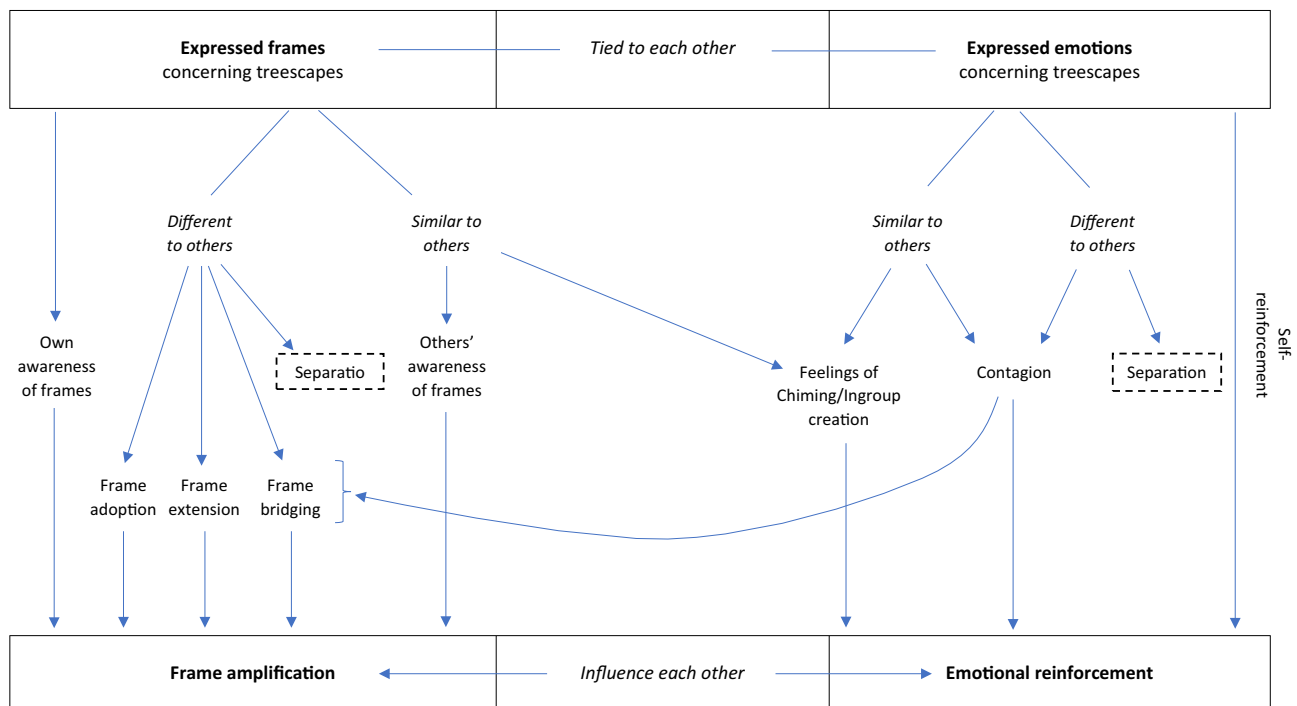 Expressed frames
concerning treescapes
Tied to each other
Expressed emotions
concerning treescapes
Different
to others
Similar to
others
Similar to
others
Different
to others
Self-
reinforcement
Own
awareness
of frames
Separatio
Others’
awareness
of frames
Feelings of
Chiming/Ingroup
creation
Contagion
Separation
Frame
adoption
Frame
extension
Frame
bridging
Frame amplification
Influence each other
Emotional reinforcement